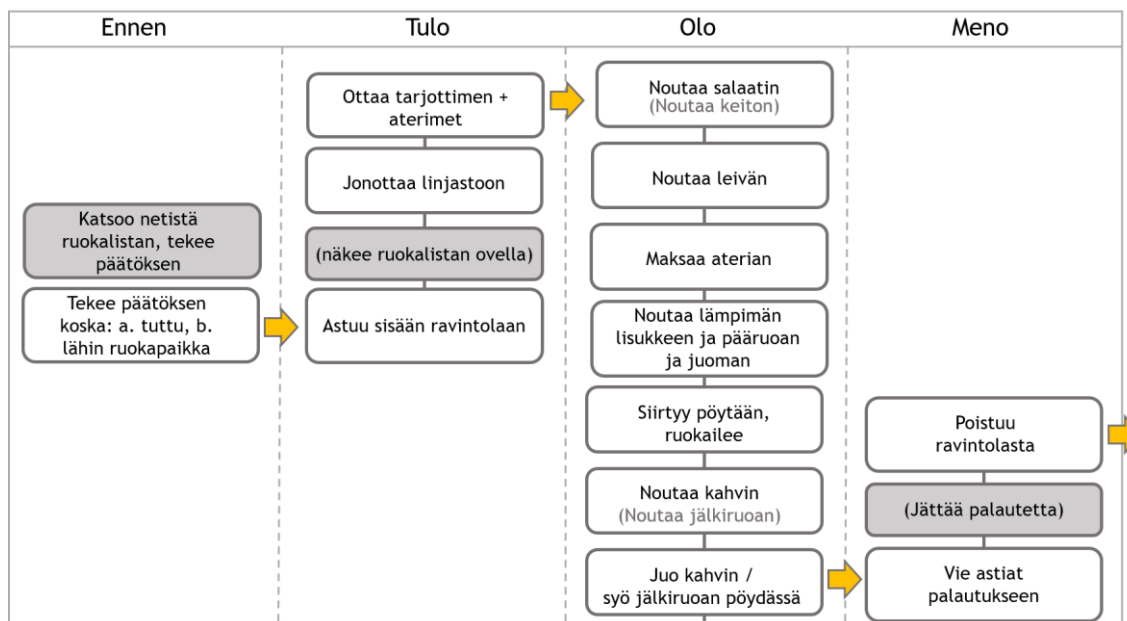 Ennen
Tulo
Olo
Meno
Katsoo netistä
ruokalistan, tekee
päätöksen
Tekee päätöksen
koska: a. tuttu, b.
lähin ruokapaikka
Ottaa tarjottimen +
aterimet
Jonottaa linjastoon
(näkee ruokalistan ovella)
Astuu sisään ravintolaan
Noutaa salaatin
(Noutaa keiton)
Noutaa leivän
Maksaa aterian
Noutaa lämpimän
lisukkeen ja pääruoan
ja juoman
Siirtyy pöytään,
ruokailee
Noutaa kahvin
(Noutaa jälkiruoan)
Juo kahvin /
syö jälkiruoan pöydässä
Poistuu
ravintolasta
(Jättää palautetta)
Vie astiat
palautukseen